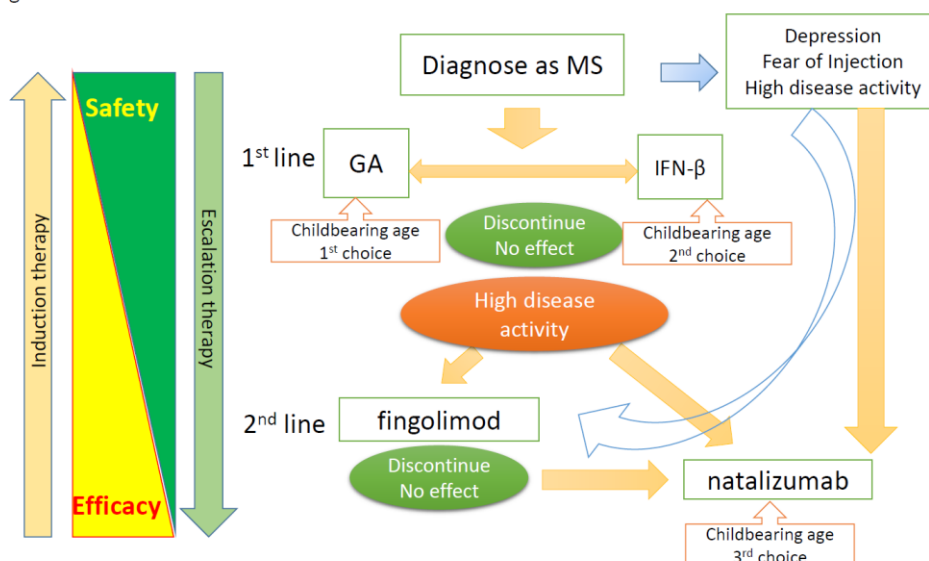 Diagnose as MS
Depression
Fear of Injection
High disease activity
Safety
Efficacy
Induction therapy
Escalation therapy
1st line
GA
IFN-β
Childbearing age
1st choice
Discontinue
No effect
Childbearing age
2nd choice
High disease
activity
2nd line
fingolimod
Discontinue
No effect
natalizumab
Childbearing age
3rd choice